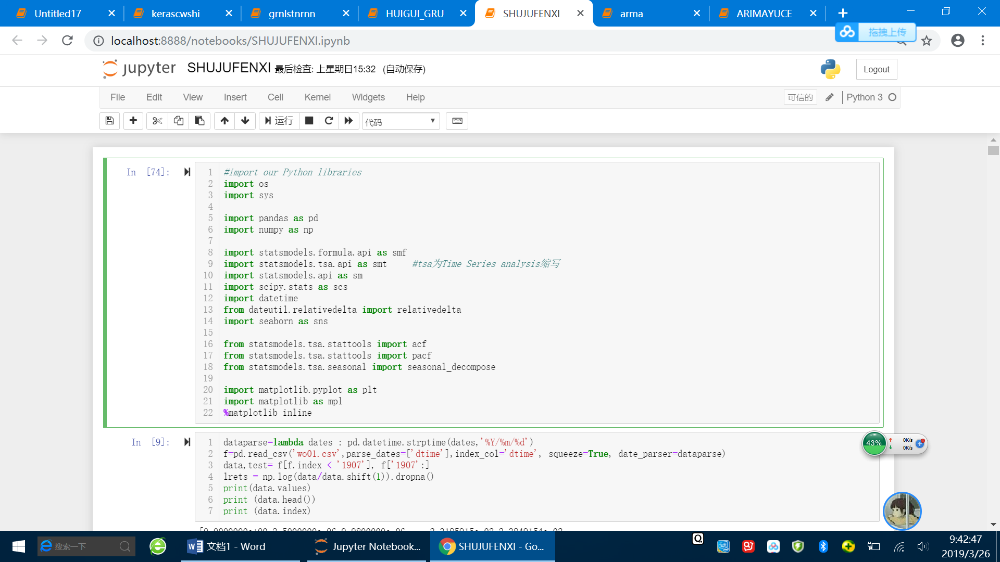 Untitled17
kerascwshi
grnlstnrnn
HUIGUI_GRU
SHUJUFENXI
arma
ARIMAYUCE
拖拽上传
localhost:8888/notebooks/SHUJUFENXI.ipynb
jupyter SHUJUFENXI 最后检查: 上星期日15:32 (自动保存)
Logout
File Edit View Insert Cell Kernel Widgets Help
可信的
Python 3
运行
代码
In [74]:
1 #import our Python libraries
2 import os
3 import sys
4
5 import pandas as pd
6 import numpy as np
7
8 import statsmodels.formula.api as smf
9 import statsmodels.tsa.api as smt #tsa为Time Series analysis缩写
10 import statsmodels.api as sm
11 import scipy.stats as scs
12 import datetime
13 from dateutil.relativedelta import relativedelta
14 import seaborn as sns
15
16 from statsmodels.tsa.stattools import acf
17 from statsmodels.tsa.stattools import pacf
18 from statsmodels.tsa.seasonal import seasonal_decompose
19
20 import matplotlib.pyplot as plt
21 import matplotlib as mpl
22 %matplotlib inline
In [9]:
1 dataparse=lambda dates : pd.datetime.strptime(dates,'%Y/%m/%d')
2 f=pd.read_csv('wo01.csv',parse_dates=['dtime'],index_col='dtime', squeeze=True, date_parser=dataparse)
3 data,test= f[f.index < '1907'], f['1907':]
4 lrets = np.log(data/data.shift(1)).dropna()
5 print(data.values)
6 print (data.head())
7 print (data.index)
43%
0K/s
0K/s
搜索一下
文档1 - Word
Jupyter Notebook...
SHUJUFENXI - Go...
9:42:47
2019/3/26